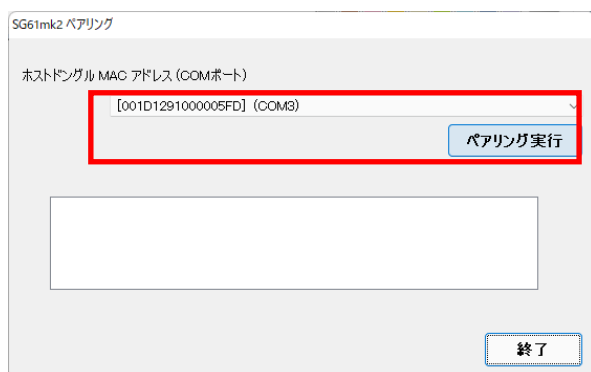 SG61mk2 ペアリング
ホストドングル MAC アドレス (COMポート)
[001D1291000005FD] (COM3)
ペアリング実行
終了